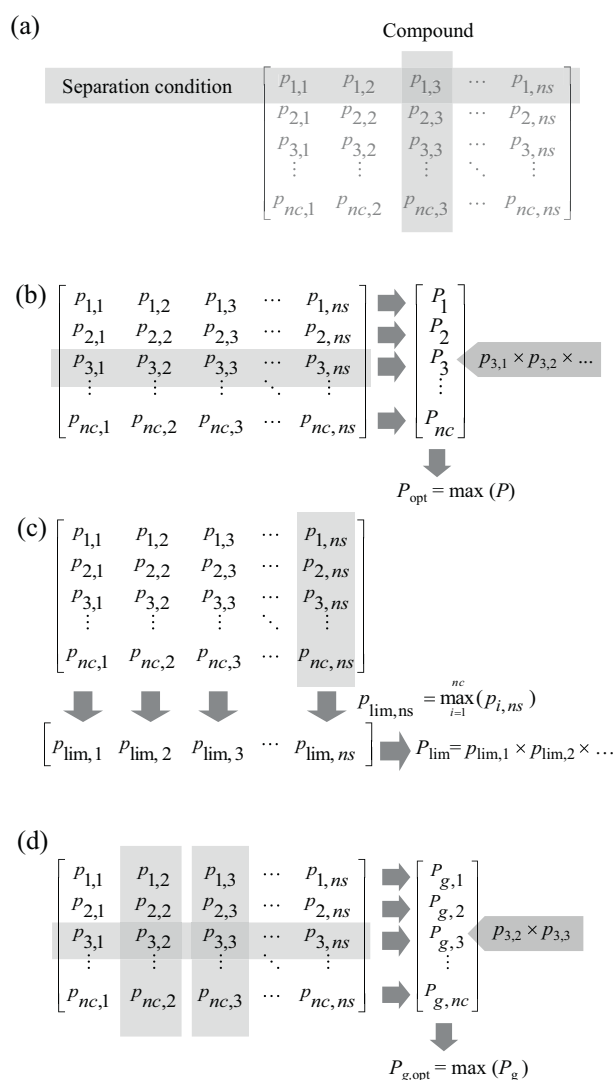 (a)
Compound
Separation condition
p1,1 p1,2 p1,3 ⋯ p1,ns
p2,1 p2,2 p2,3 ⋯ p2,ns
p3,1 p3,2 p3,3 ⋯ p3,ns
⋮ ⋮ ⋮ ⋱ ⋮
pnc,1 pnc,2 pnc,3 ⋯ pnc,ns
(b)
p1,1 p1,2 p1,3 ⋯ p1,ns P1
p2,1 p2,2 p2,3 ⋯ p2,ns P2
p3,1 p3,2 p3,3 ⋯ p3,ns P3 p3,1 × p3,2 × ...
⋮ ⋮ ⋮ ⋱ ⋮ ⋮
pnc,1 pnc,2 pnc,3 ⋯ pnc,ns Pnc
Popt = max (P)
(c)
p1,1 p1,2 p1,3 ⋯ p1,ns
p2,1 p2,2 p2,3 ⋯ p2,ns
p3,1 p3,2 p3,3 ⋯ p3,ns
⋮ ⋮ ⋮ ⋱ ⋮
pnc,1 pnc,2 pnc,3 ⋯ pnc,ns
plim,ns = max i=1 nc (pi,ns)
plim,1 plim,2 plim,3 ⋯ plim,ns Plim = plim,1 × plim,2 × ...
(d)
p1,1 p1,2 p1,3 ⋯ p1,ns Pg,1
p2,1 p2,2 p2,3 ⋯ p2,ns Pg,2
p3,1 p3,2 p3,3 ⋯ p3,ns Pg,3 p3,2 × p3,3
⋮ ⋮ ⋮ ⋱ ⋮ ⋮
pnc,1 pnc,2 pnc,3 ⋯ pnc,ns Pg,nc
Pg,opt = max (Pg)